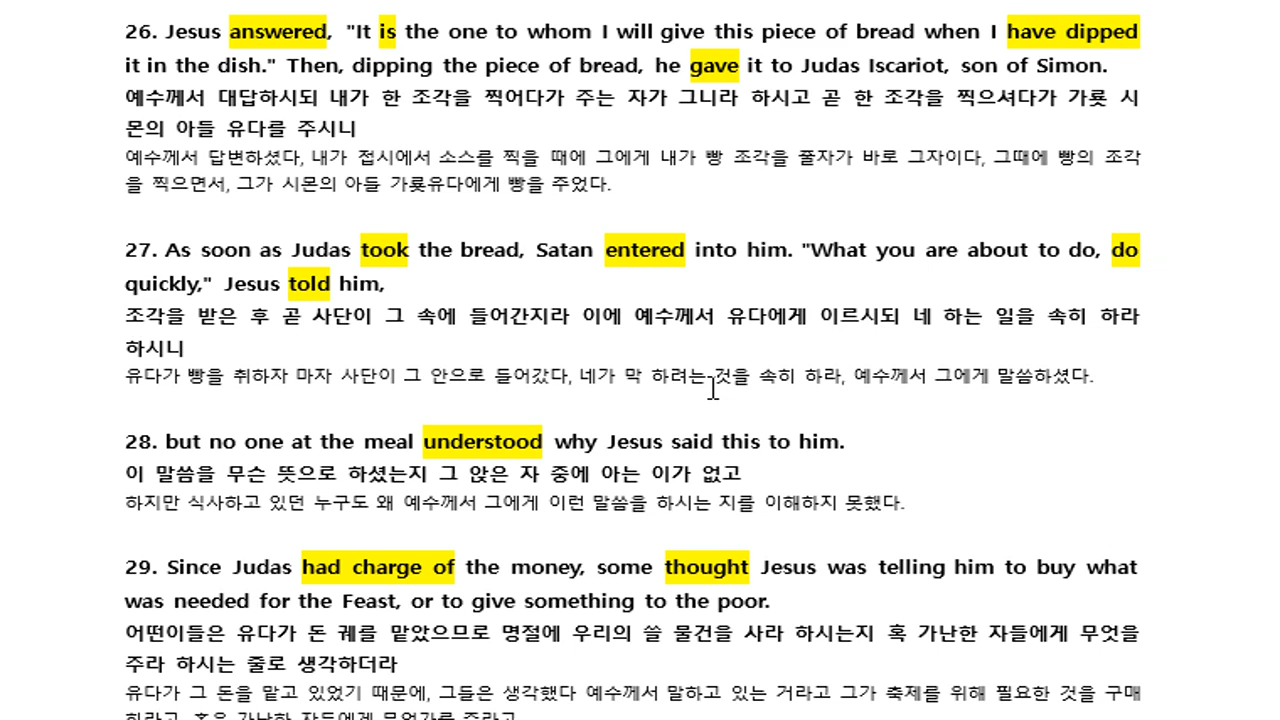 26. Jesus answered, "It is the one to whom I will give this piece of bread when I have dipped
it in the dish." Then, dipping the piece of bread, he gave it to Judas Iscariot, son of Simon.
예수께서 대답하시되 내가 한 조각을 찍어다가 주는 자가 그니라 하시고 곧 한 조각을 찍으셔다가 가룟 시
몬의 아들 유다를 주시니
예수께서 답변하셨다, 내가 접시에서 소스를 찍을 때에 그에게 내가 빵 조각을 줄자가 바로 그자이다, 그때에 빵의 조각
을 찍으면서, 그가 시몬의 아들 가룟유다에게 빵을 주었다.
27. As soon as Judas took the bread, Satan entered into him. "What you are about to do, do
quickly," Jesus told him,
조각을 받은 후 곧 사단이 그 속에 들어간지라 이에 예수께서 유다에게 이르시되 네 하는 일을 속히 하라
하시니
유다가 빵을 취하자 마자 사단이 그 안으로 들어갔다, 네가 막 하려는 것을 속히 하라, 예수께서 그에게 말씀하셨다.
28. but no one at the meal understood why Jesus said this to him.
이 말씀을 무슨 뜻으로 하셨는지 그 앉은 자 중에 아는 이가 없고
하지만 식사하고 있던 누구도 왜 예수께서 그에게 이런 말씀을 하시는 지를 이해하지 못했다.
29. Since Judas had charge of the money, some thought Jesus was telling him to buy what
was needed for the Feast, or to give something to the poor.
어떤이들은 유다가 돈 궤를 맡았으므로 명절에 우리의 쓸 물건을 사라 하시는지 혹 가난한 자들에게 무엇을
주라 하시는 줄로 생각하더라
유다가 그 돈을 맡고 있었기 때문에, 그들은 생각했다 예수께서 말하고 있는 거라고 그가 축제를 위해 필요한 것을 구매
하라고, 혹은 가난한 자들에게 무언가를 주라고